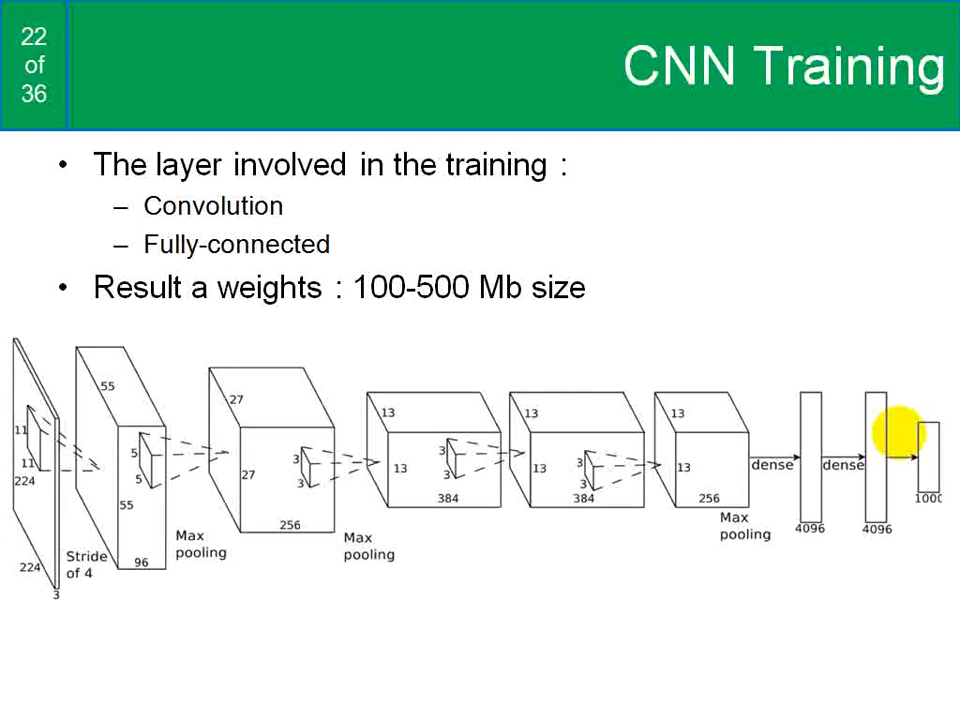 22
of
36
CNN Training
• The layer involved in the training :
– Convolution
– Fully-connected
• Result a weights : 100-500 Mb size
11
11
224
224
3
Stride
of 4
55
55
96
5
5
Max
pooling
27
27
256
3
3
Max
pooling
13
13
384
3
3
13
13
384
3
3
13
13
256
Max
pooling
dense
4096
dense
4096
1000